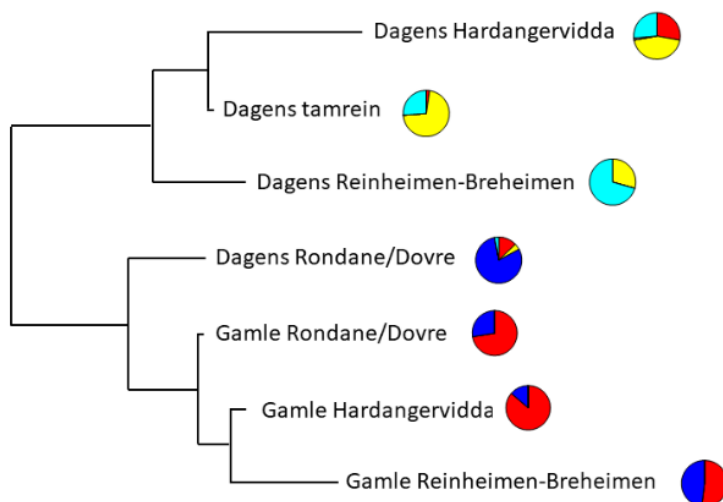 Dagens Hardangervidda
Dagens tamrein
Dagens Reinheimen-Breheimen
Dagens Rondane/Dovre
Gamle Rondane/Dovre
Gamle Hardangervidda
Gamle Reinheimen-Breheimen